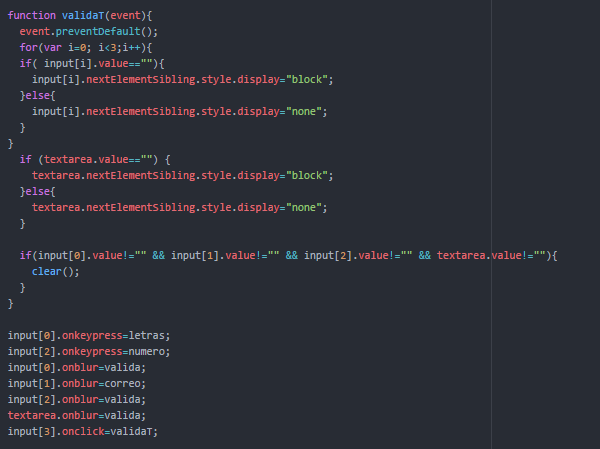 function validaT(event){
  event.preventDefault();
  for(var i=0; i<3;i++){
  if( input[i].value==""){
    input[i].nextElementSibling.style.display="block";
  }else{
    input[i].nextElementSibling.style.display="none";
  }
}
  if (textarea.value=="") {
    textarea.nextElementSibling.style.display="block";
  }else{
    textarea.nextElementSibling.style.display="none";
  }

  if(input[0].value!="" && input[1].value!="" && input[2].value!="" && textarea.value!=""){
    clear();
  }
}

input[0].onkeypress=letras;
input[2].onkeypress=numero;
input[0].onblur=valida;
input[1].onblur=correo;
input[2].onblur=valida;
textarea.onblur=valida;
input[3].onclick=validaT;